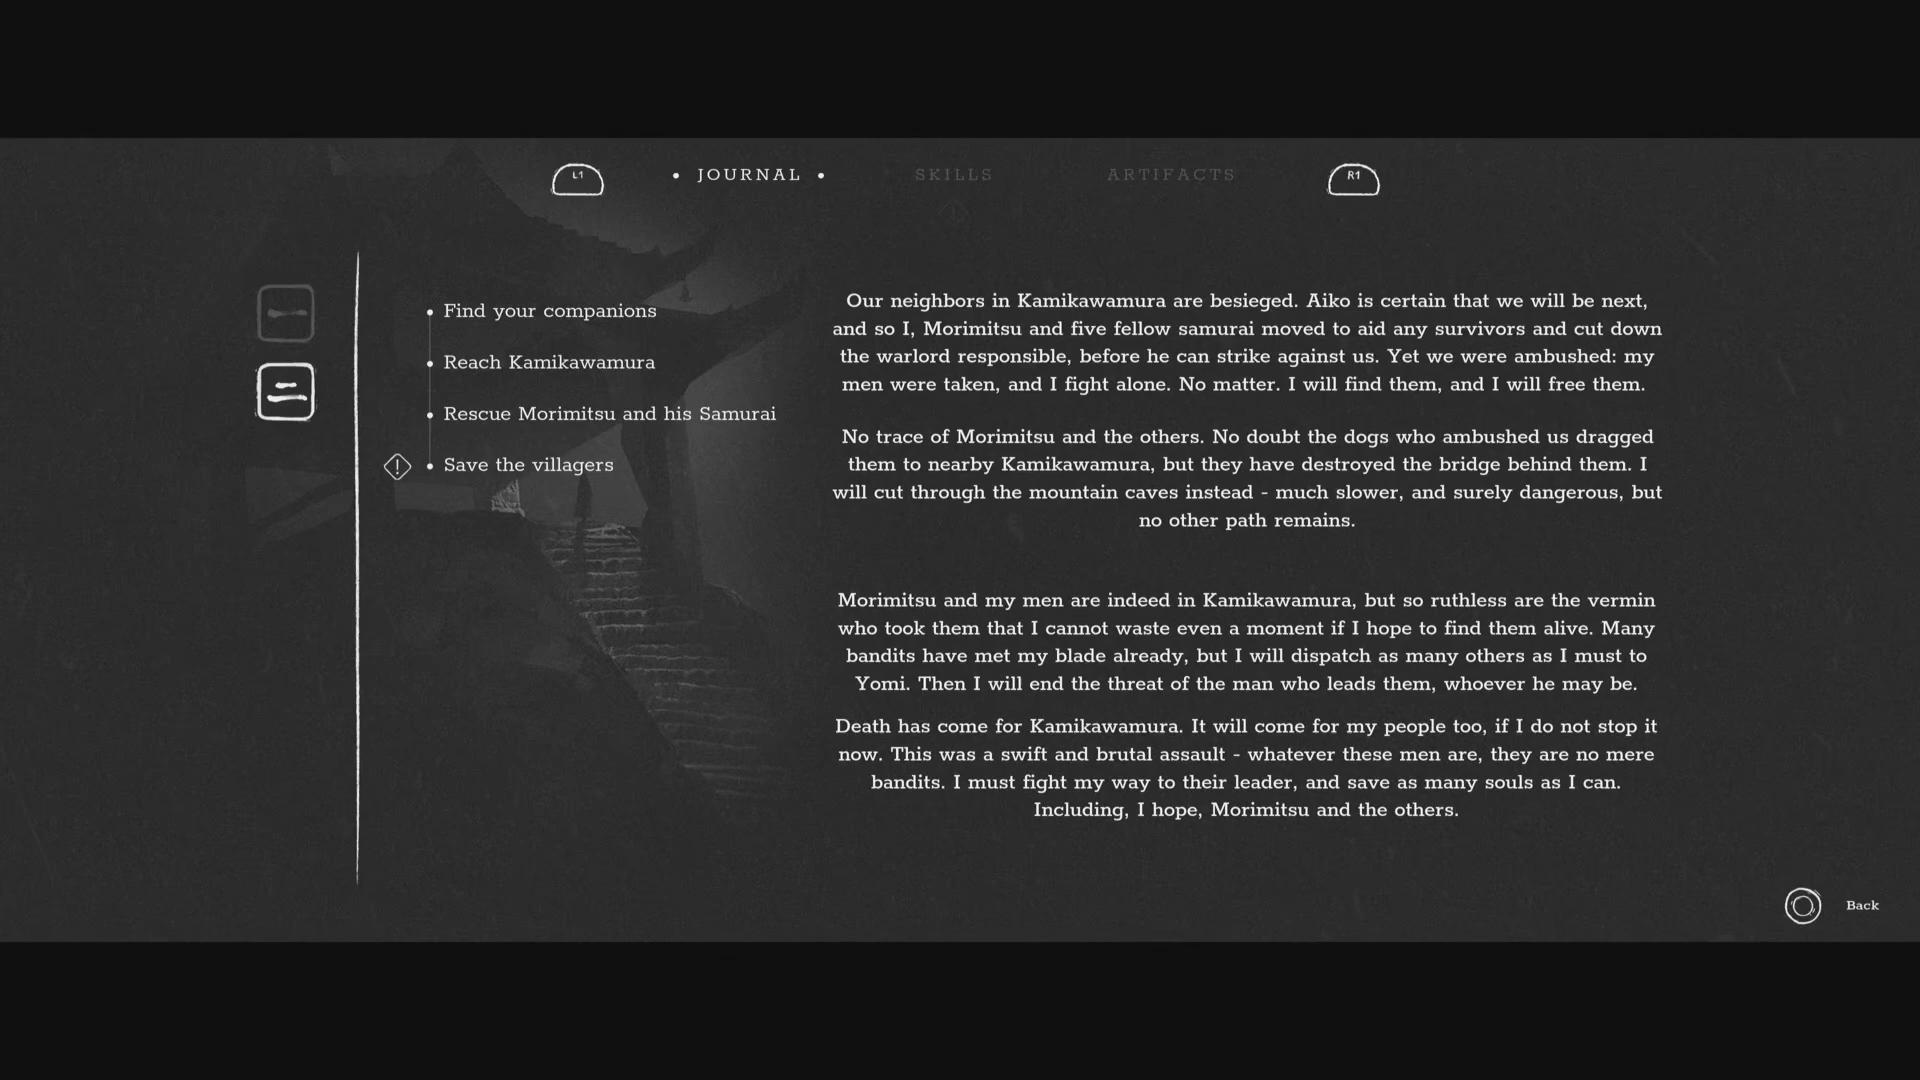 L1
• JOURNAL •
SKILLS
ARTIFACTS
R1
一
二
• Find your companions
• Reach Kamikawamura
• Rescue Morimitsu and his Samurai
! • Save the villagers
Our neighbors in Kamikawamura are besieged. Aiko is certain that we will be next,
and so I, Morimitsu and five fellow samurai moved to aid any survivors and cut down
the warlord responsible, before he can strike against us. Yet we were ambushed: my
men were taken, and I fight alone. No matter. I will find them, and I will free them.
No trace of Morimitsu and the others. No doubt the dogs who ambushed us dragged
them to nearby Kamikawamura, but they have destroyed the bridge behind them. I
will cut through the mountain caves instead - much slower, and surely dangerous, but
no other path remains.
Morimitsu and my men are indeed in Kamikawamura, but so ruthless are the vermin
who took them that I cannot waste even a moment if I hope to find them alive. Many
bandits have met my blade already, but I will dispatch as many others as I must to
Yomi. Then I will end the threat of the man who leads them, whoever he may be.
Death has come for Kamikawamura. It will come for my people too, if I do not stop it
now. This was a swift and brutal assault - whatever these men are, they are no mere
bandits. I must fight my way to their leader, and save as many souls as I can.
Including, I hope, Morimitsu and the others.
Back